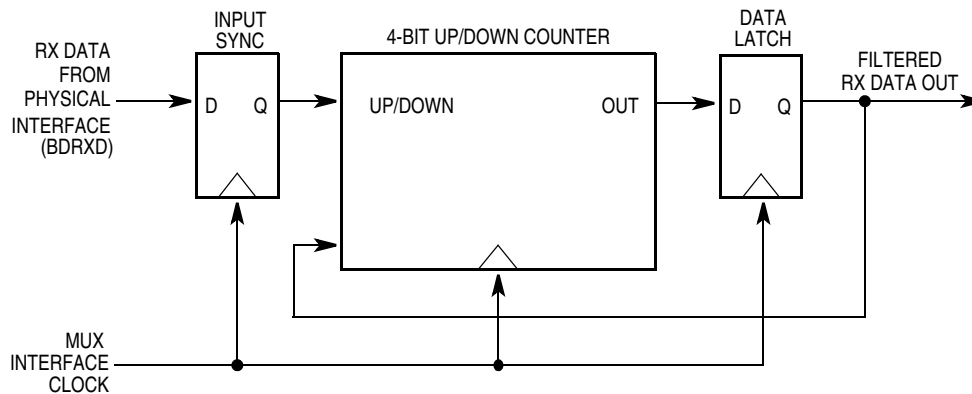 INPUT
SYNC
4-BIT UP/DOWN COUNTER
DATA
LATCH
RX DATA
FROM
PHYSICAL
INTERFACE
(BDRXD)
D Q
UP/DOWN OUT
D Q
FILTERED
RX DATA OUT
MUX
INTERFACE
CLOCK